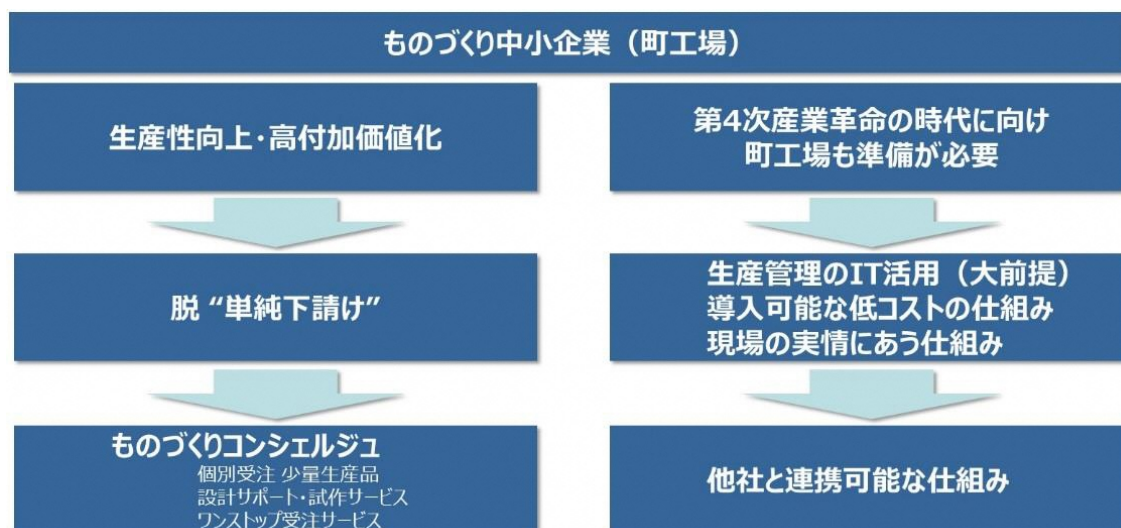 ものづくり中小企業（町工場）
生産性向上・高付加価値化
脱 “単純下請け”
ものづくりコンシェルジュ
個別受注 少量生産品
設計サポート・試作サービス
ワンストップ受注サービス
第4次産業革命の時代に向け
町工場も準備が必要
生産管理のIT活用（大前提）
導入可能な低コストの仕組み
現場の実情にあう仕組み
他社と連携可能な仕組み